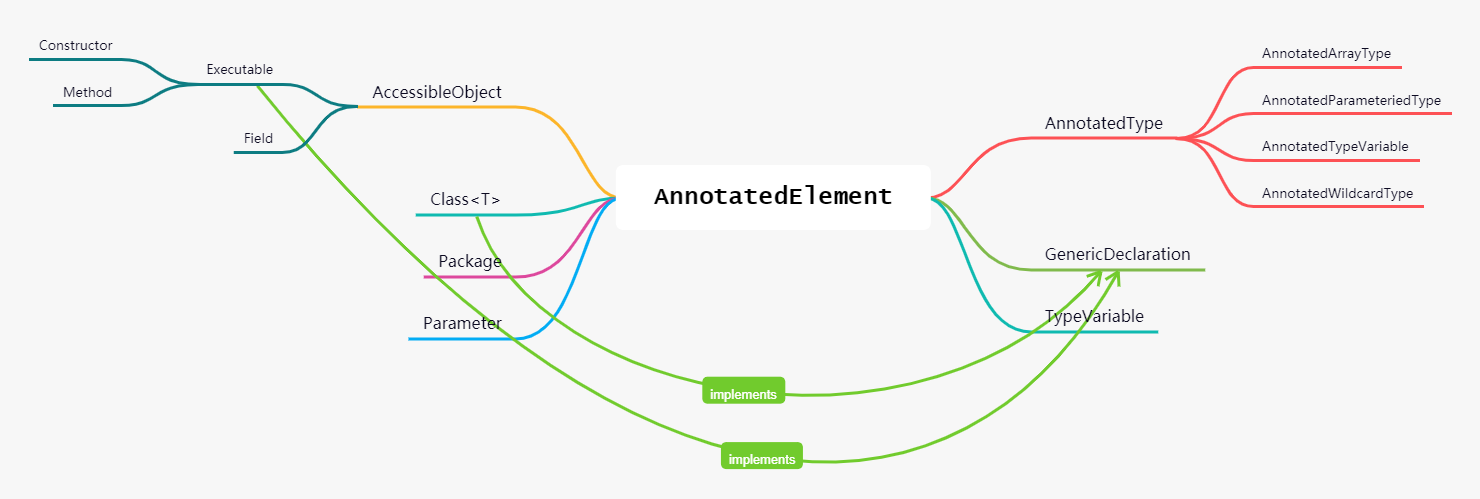 Constructor
Executable
Method
AccessibleObject
Field
Class<T>
Package
Parameter
AnnotatedElement
AnnotatedType
AnnotatedArrayType
AnnotatedParameteriedType
AnnotatedTypeVariable
AnnotatedWildcardType
GenericDeclaration
TypeVariable
implements
implements